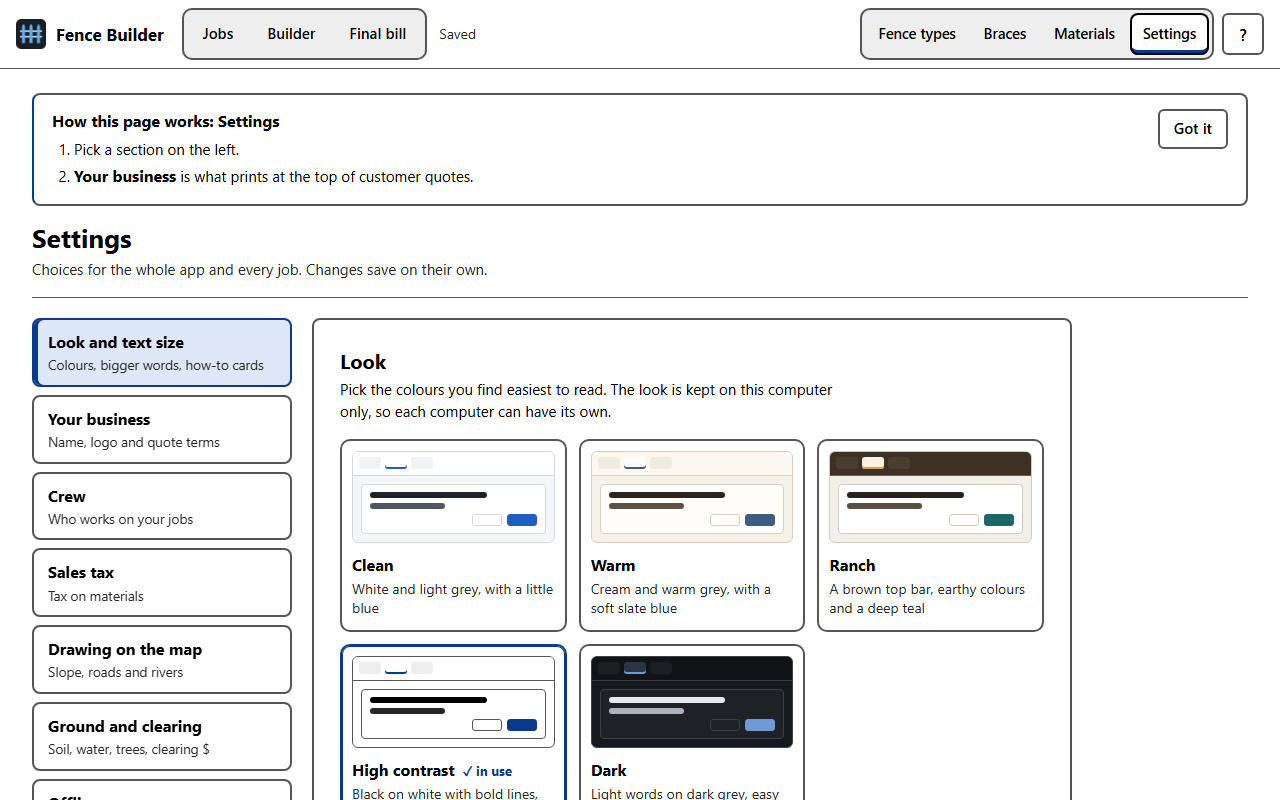 Fence Builder
Jobs
Builder
Final bill
Saved
Fence types
Braces
Materials
Settings
?
How this page works: Settings
Got it
1. Pick a section on the left.
2. Your business is what prints at the top of customer quotes.
Settings
Choices for the whole app and every job. Changes save on their own.
Look and text size
Colours, bigger words, how-to cards
Your business
Name, logo and quote terms
Crew
Who works on your jobs
Sales tax
Tax on materials
Drawing on the map
Slope, roads and rivers
Ground and clearing
Soil, water, trees, clearing $
Look
Pick the colours you find easiest to read. The look is kept on this computer
only, so each computer can have its own.
Clean
White and light grey, with a little
blue
Warm
Cream and warm grey, with a
soft slate blue
Ranch
A brown top bar, earthy colours
and a deep teal
High contrast ✓ in use
Black on white with bold lines,
Dark
Light words on dark grey, easy